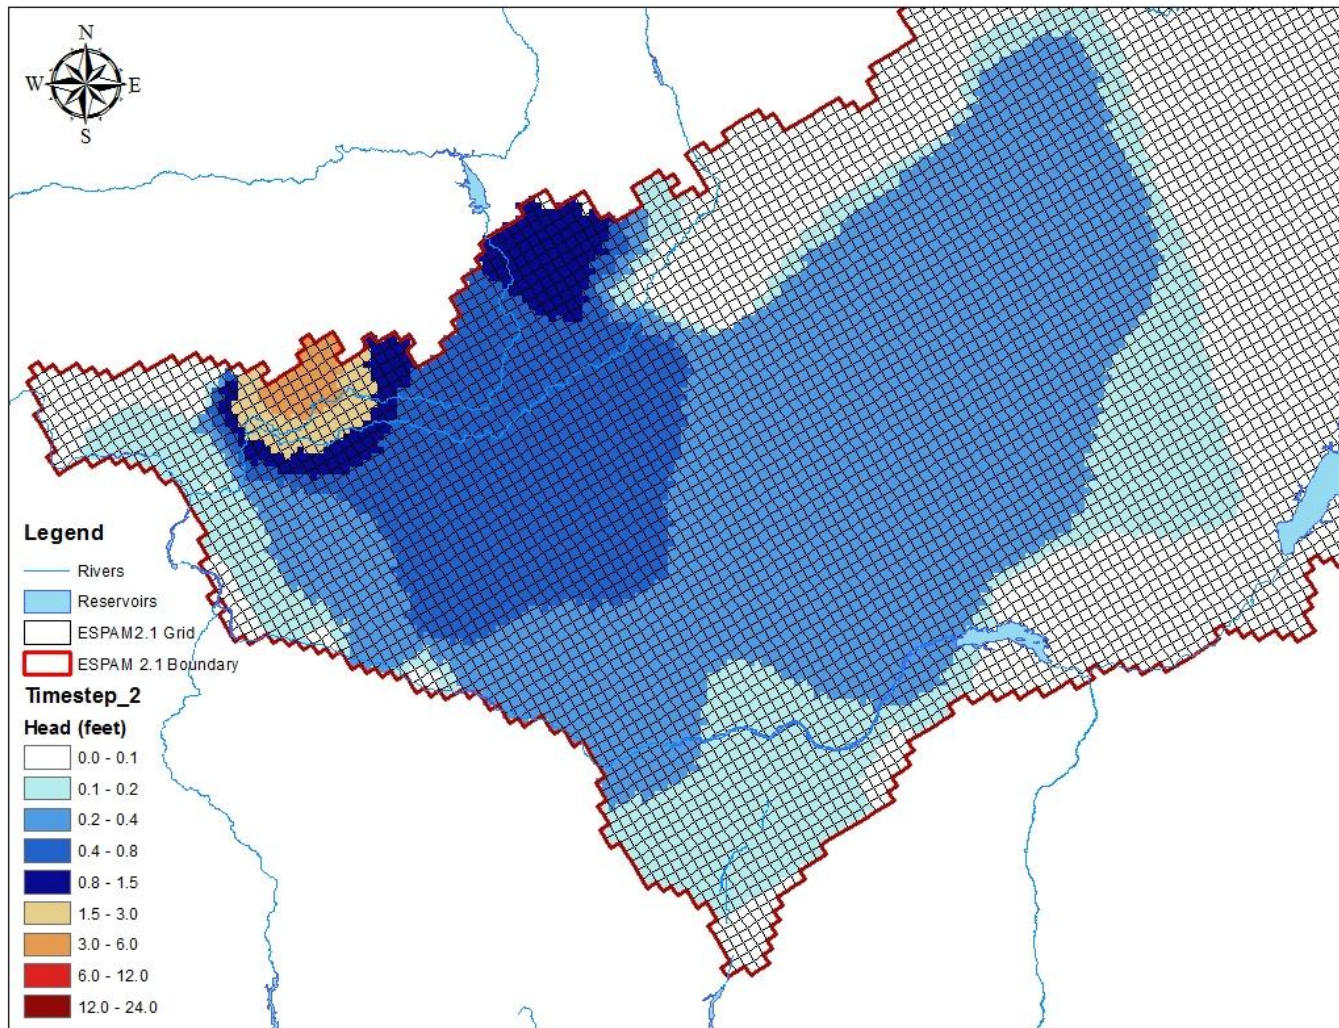 N
W E
S
Legend
Rivers
Reservoirs
ESPAM2.1 Grid
ESPAM 2.1 Boundary
Timestep_2
Head (feet)
0.0 - 0.1
0.1 - 0.2
0.2 - 0.4
0.4 - 0.8
0.8 - 1.5
1.5 - 3.0
3.0 - 6.0
6.0 - 12.0
12.0 - 24.0